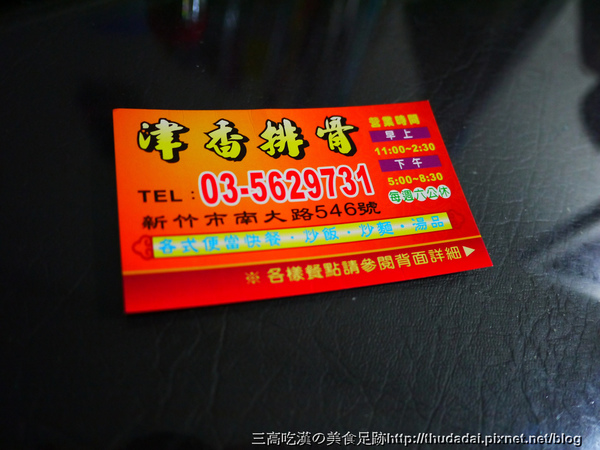 津香排骨
營業時間
早上
11:00~2:30
下午
5:00~8:30
每週六公休
TEL：03-5629731
新竹市南大路546號
各式便當快餐・炒飯・炒麵・湯品
※各樣餐點請參閱背面詳細▶
三高吃漢の美食足跡http://thudadai.pixnet.net/blog